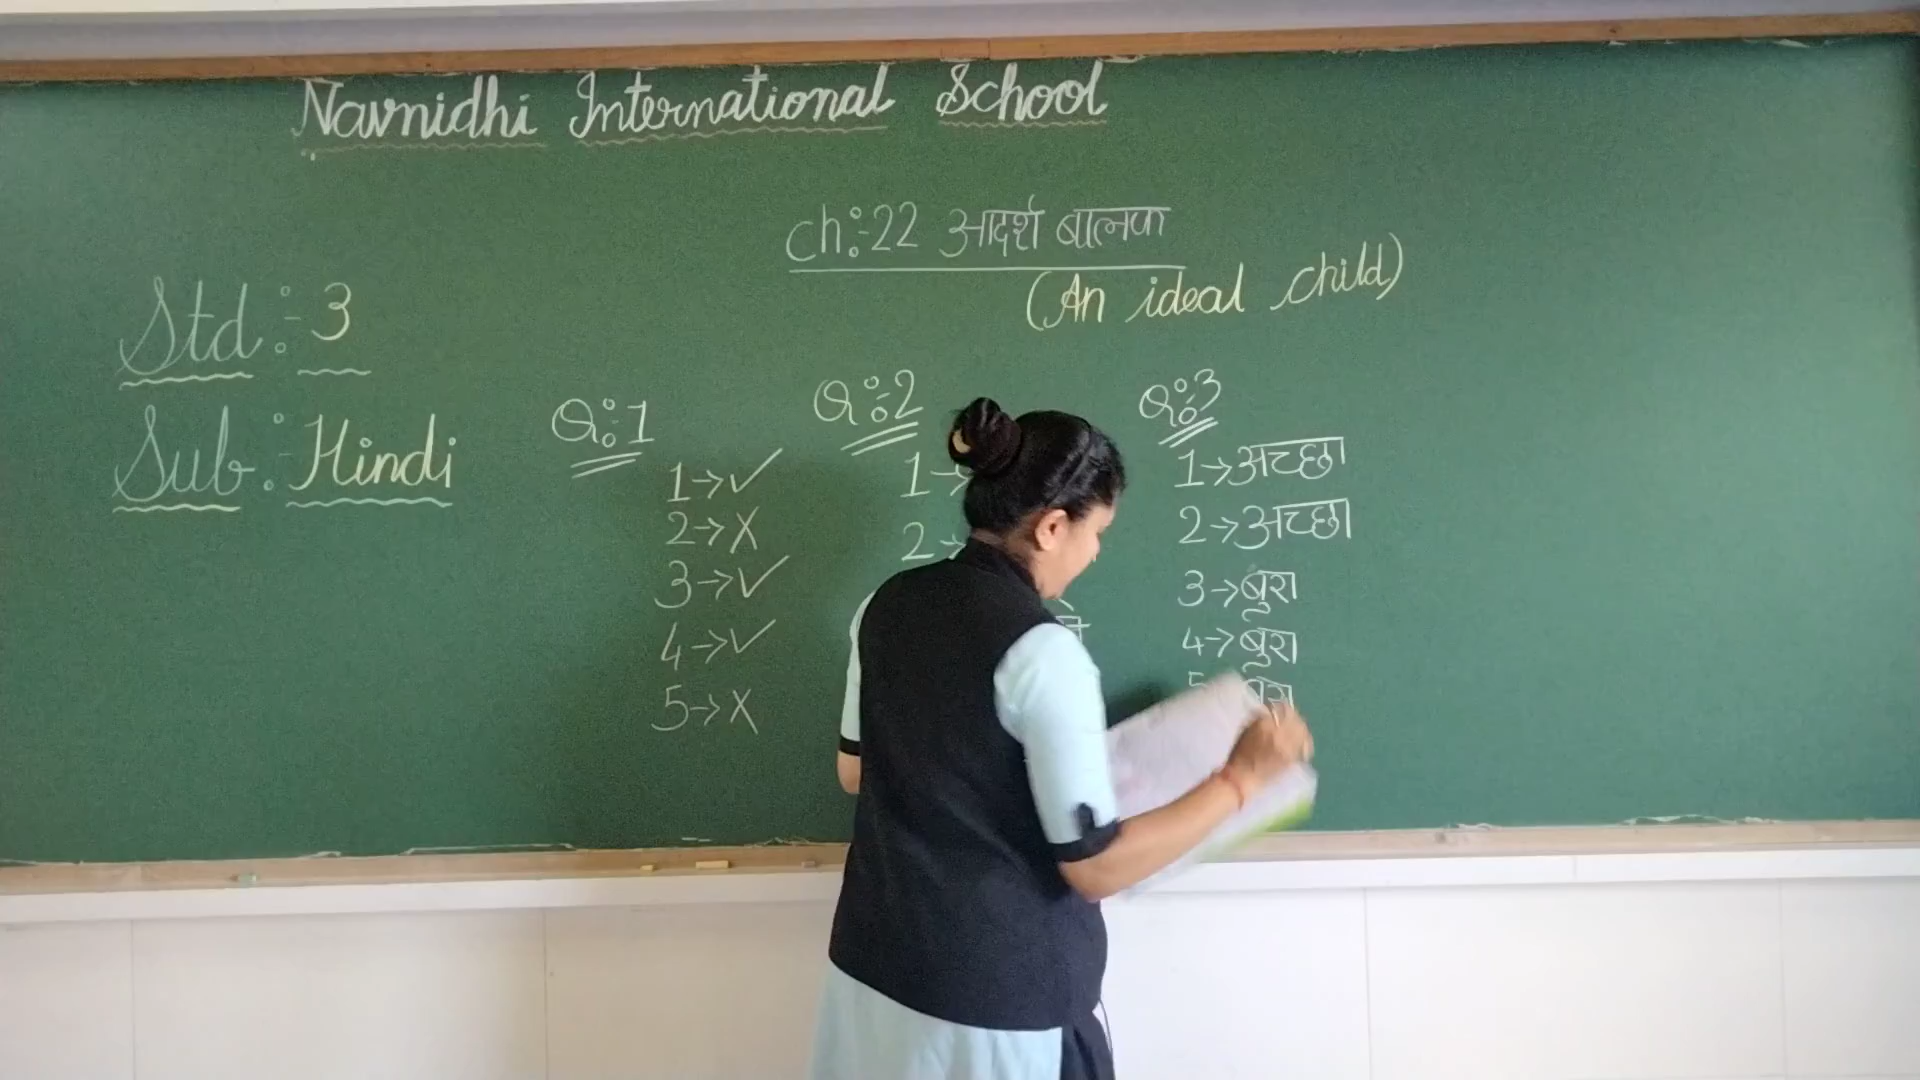 Navnidhi International School
ch:-22 आदर्श बालक
(An ideal child)
Std:-3
Sub:-Hindi
Q:-1
1→✓
2→X
3→✓
4→✓
5→X
Q:-2
1→
2→
Q:-3
1→अच्छा
2→अच्छा
3→बुरा
4→बुरा
5